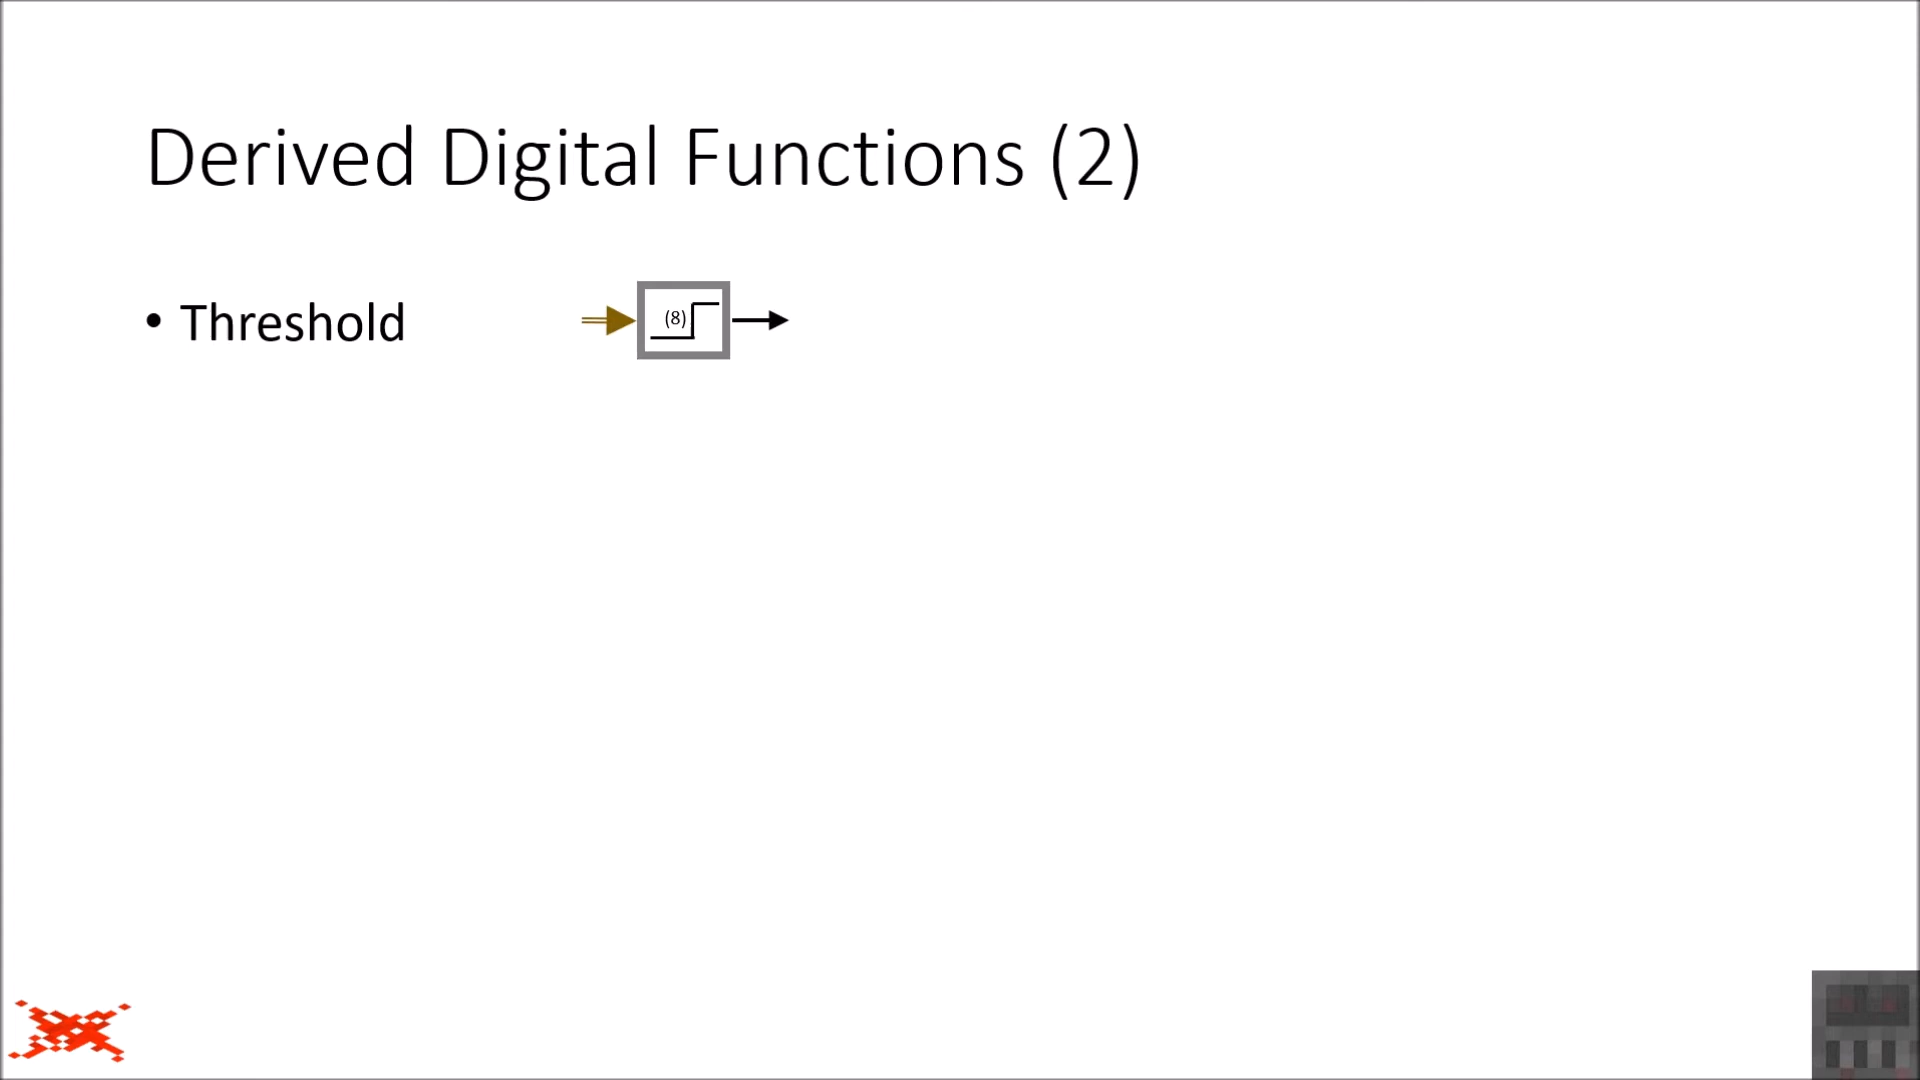 Derived Digital Functions (2)
• Threshold
(8)